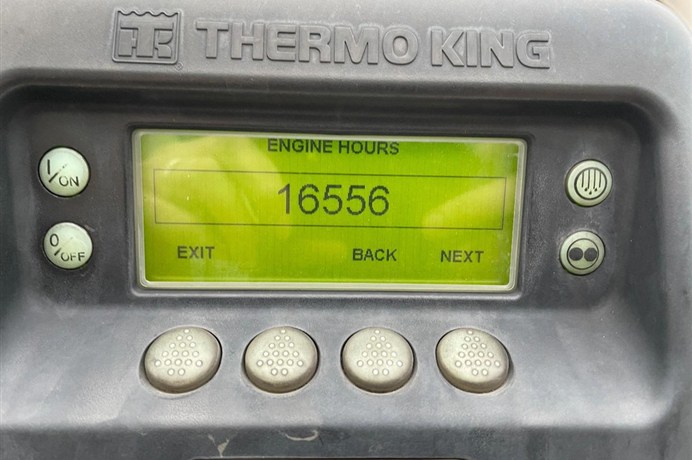 THERMO KING
ENGINE HOURS
16556
EXIT BACK NEXT
I/ON
0/OFF